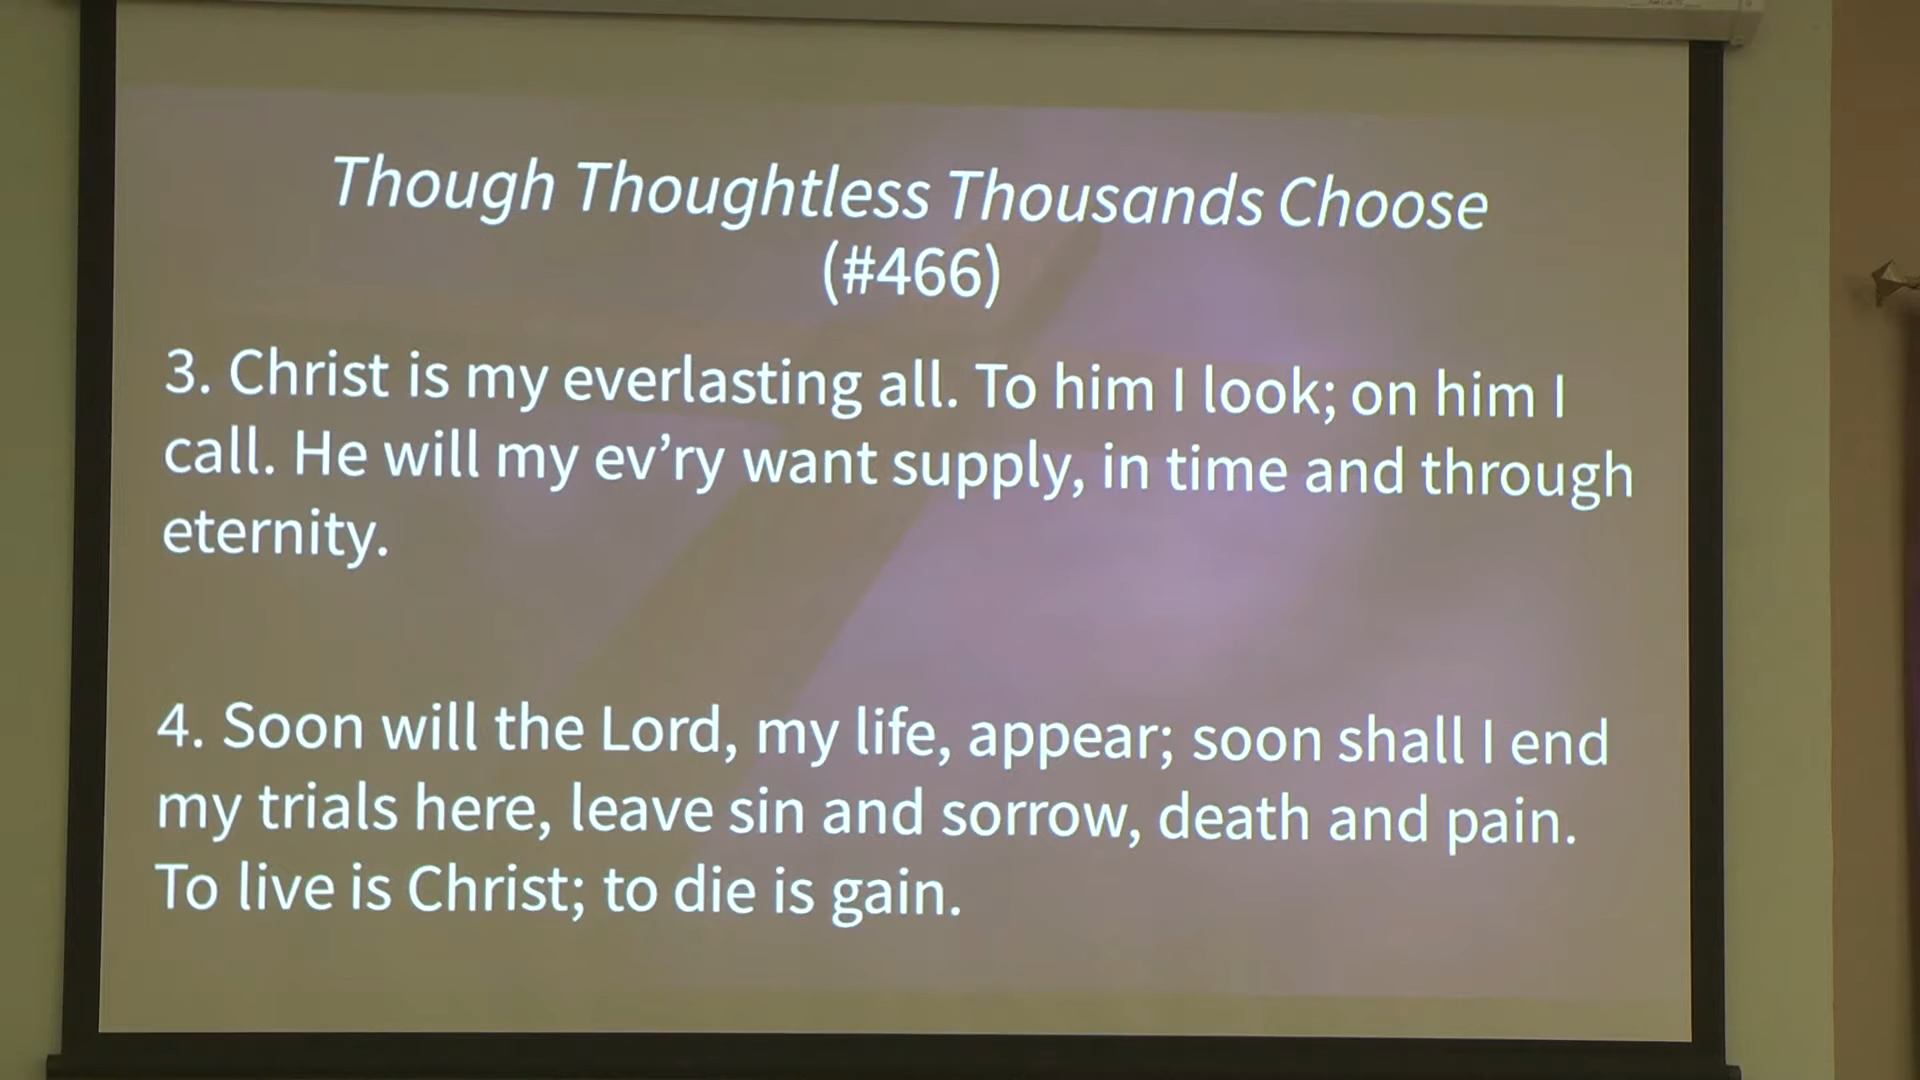 Though Thoughtless Thousands Choose
(#466)
3. Christ is my everlasting all. To him I look; on him I
call. He will my ev’ry want supply, in time and through
eternity.
4. Soon will the Lord, my life, appear; soon shall I end
my trials here, leave sin and sorrow, death and pain.
To live is Christ; to die is gain.